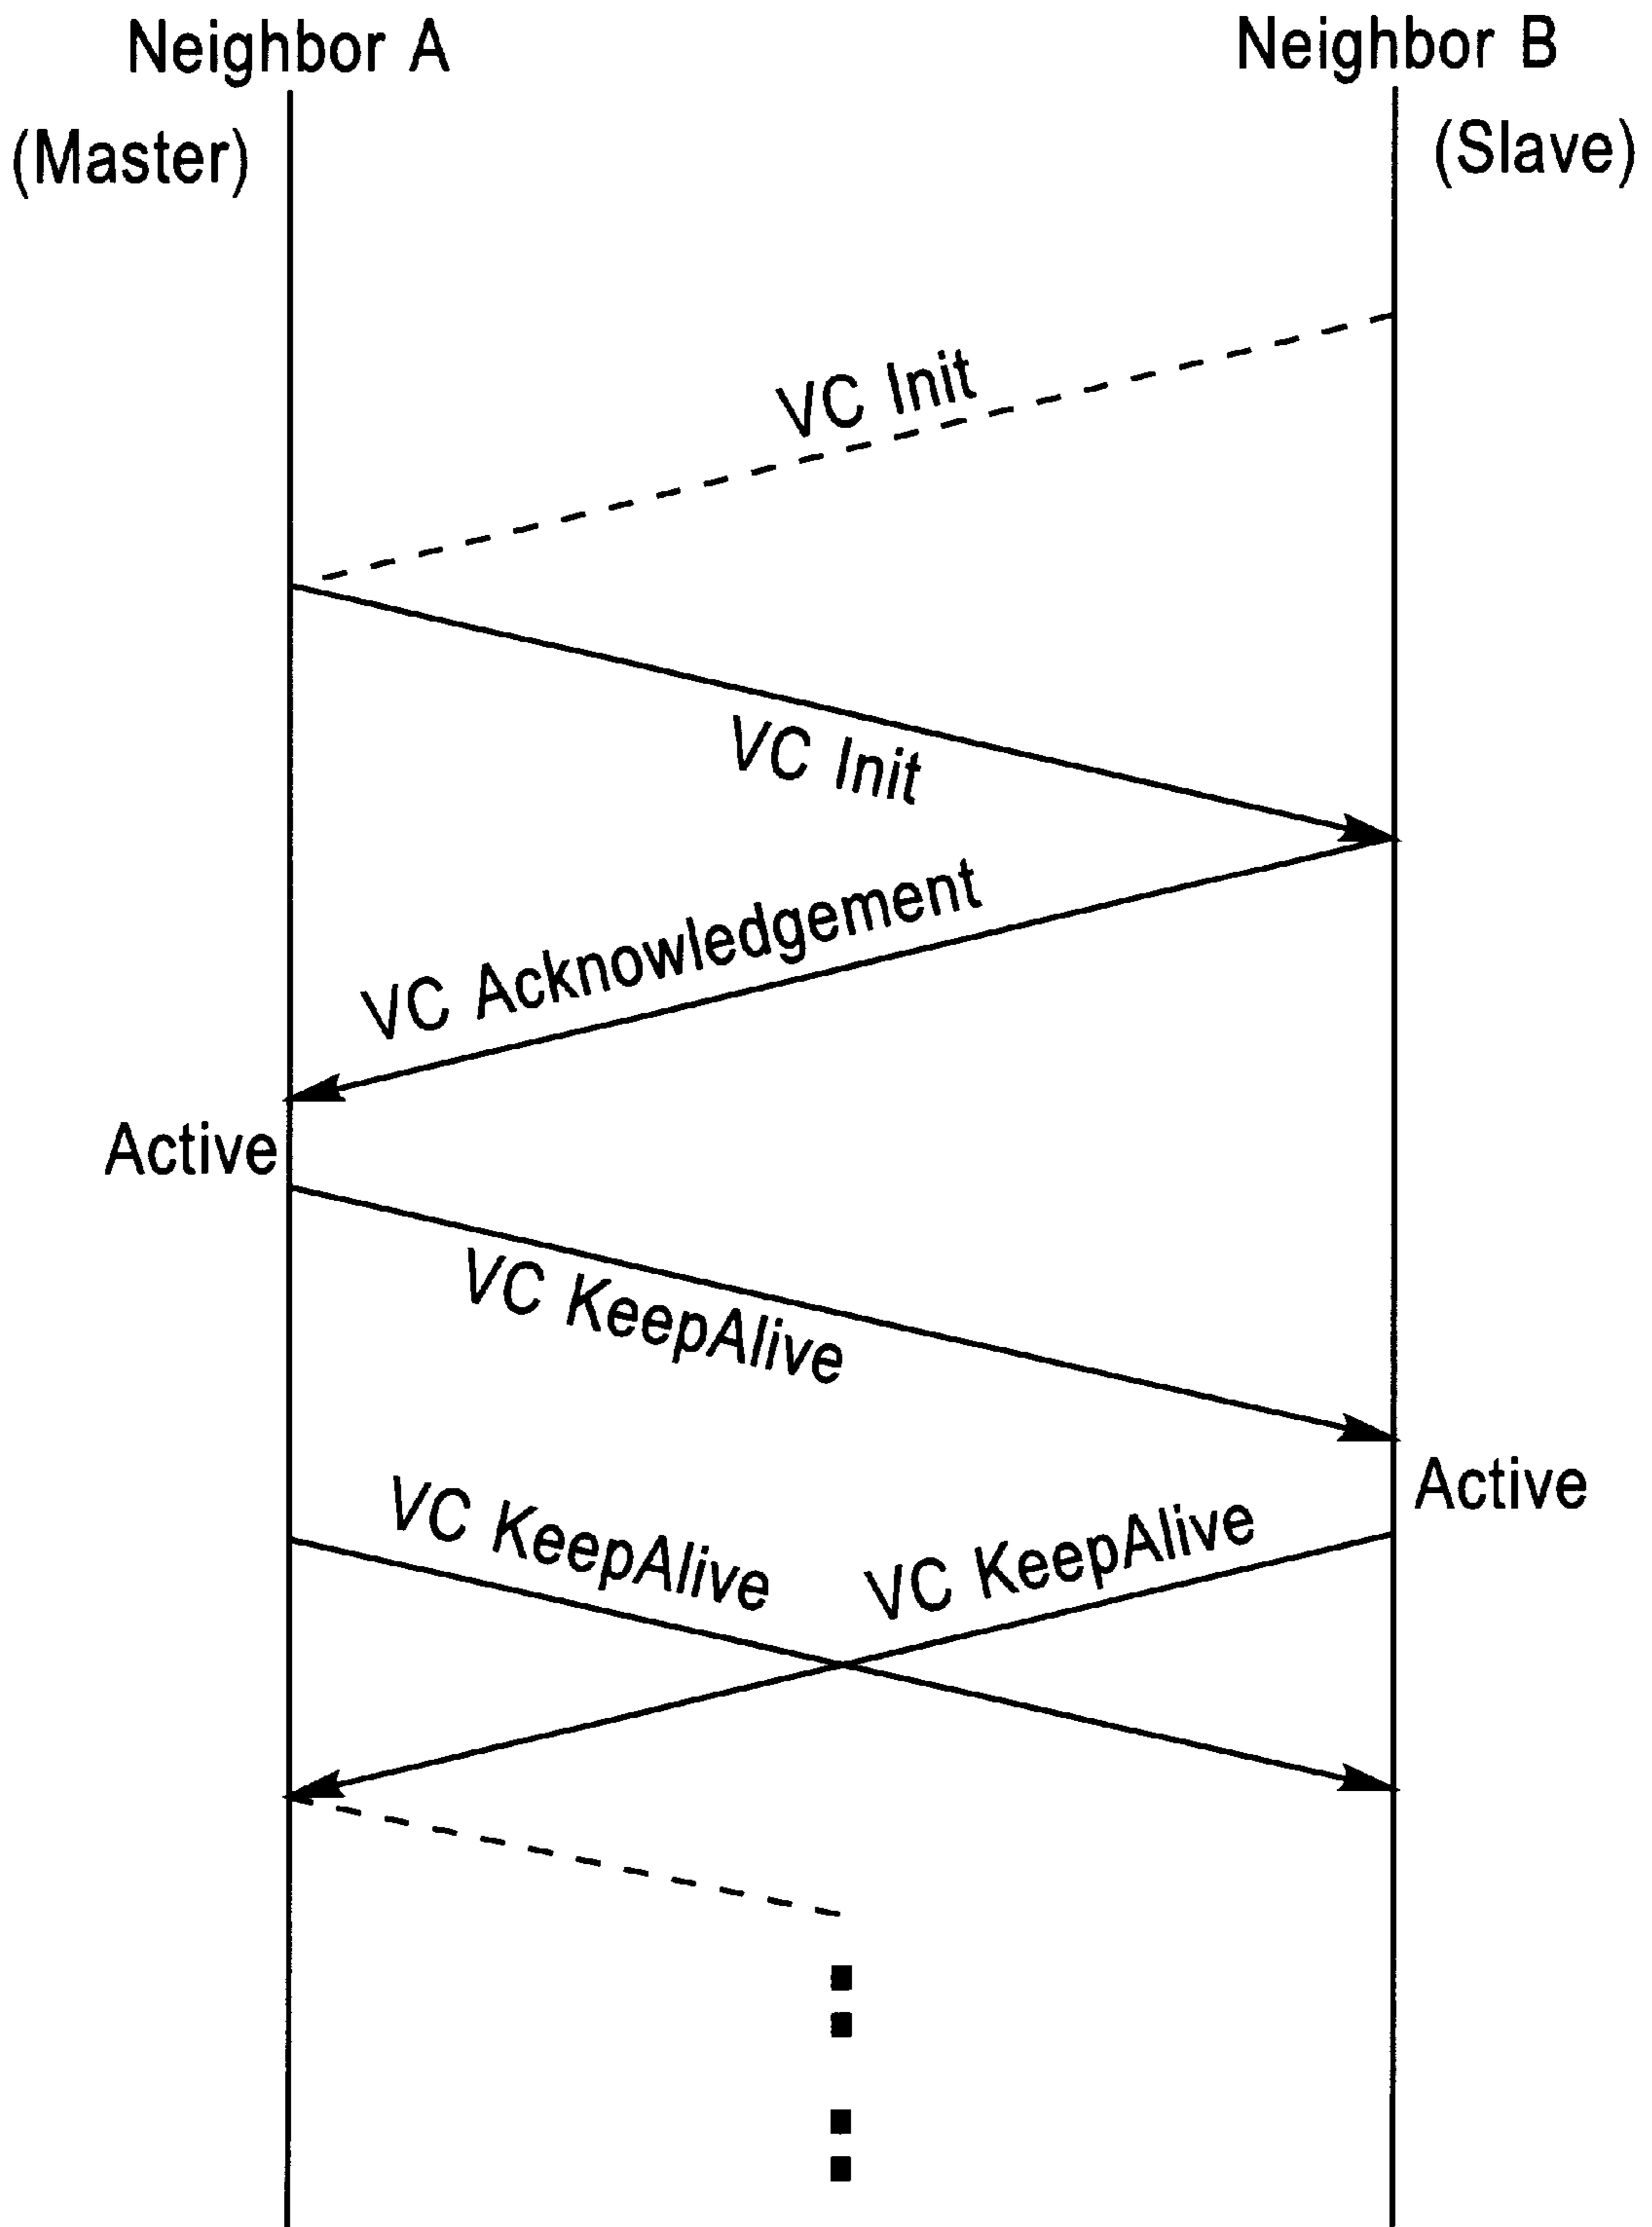 Neighbor A
Neighbor B
(Master)
(Slave)
VC Init
VC Init
VC Acknowledgement
Active
VC KeepAlive
Active
VC KeepAlive
VC KeepAlive